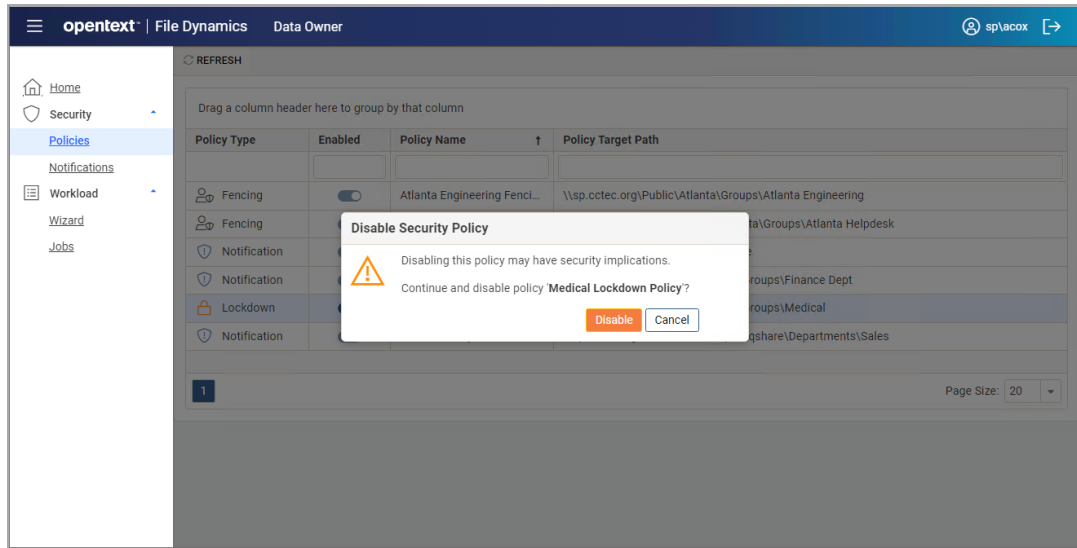 opentext™ | File Dynamics Data Owner sp\acox
REFRESH
Home
Security
Policies
Notifications
Workload
Wizard
Jobs
Drag a column header here to group by that column
Policy Type Enabled Policy Name ↑ Policy Target Path
Fencing Atlanta Engineering Fenci... \\sp.cctec.org\Public\Atlanta\Groups\Atlanta Engineering
Fencing ta\Groups\Atlanta Helpdesk
Notification
Notification roups\Finance Dept
Lockdown roups\Medical
Notification qshare\Departments\Sales
Disable Security Policy
Disabling this policy may have security implications.
Continue and disable policy 'Medical Lockdown Policy'?
Disable Cancel
1 Page Size: 20